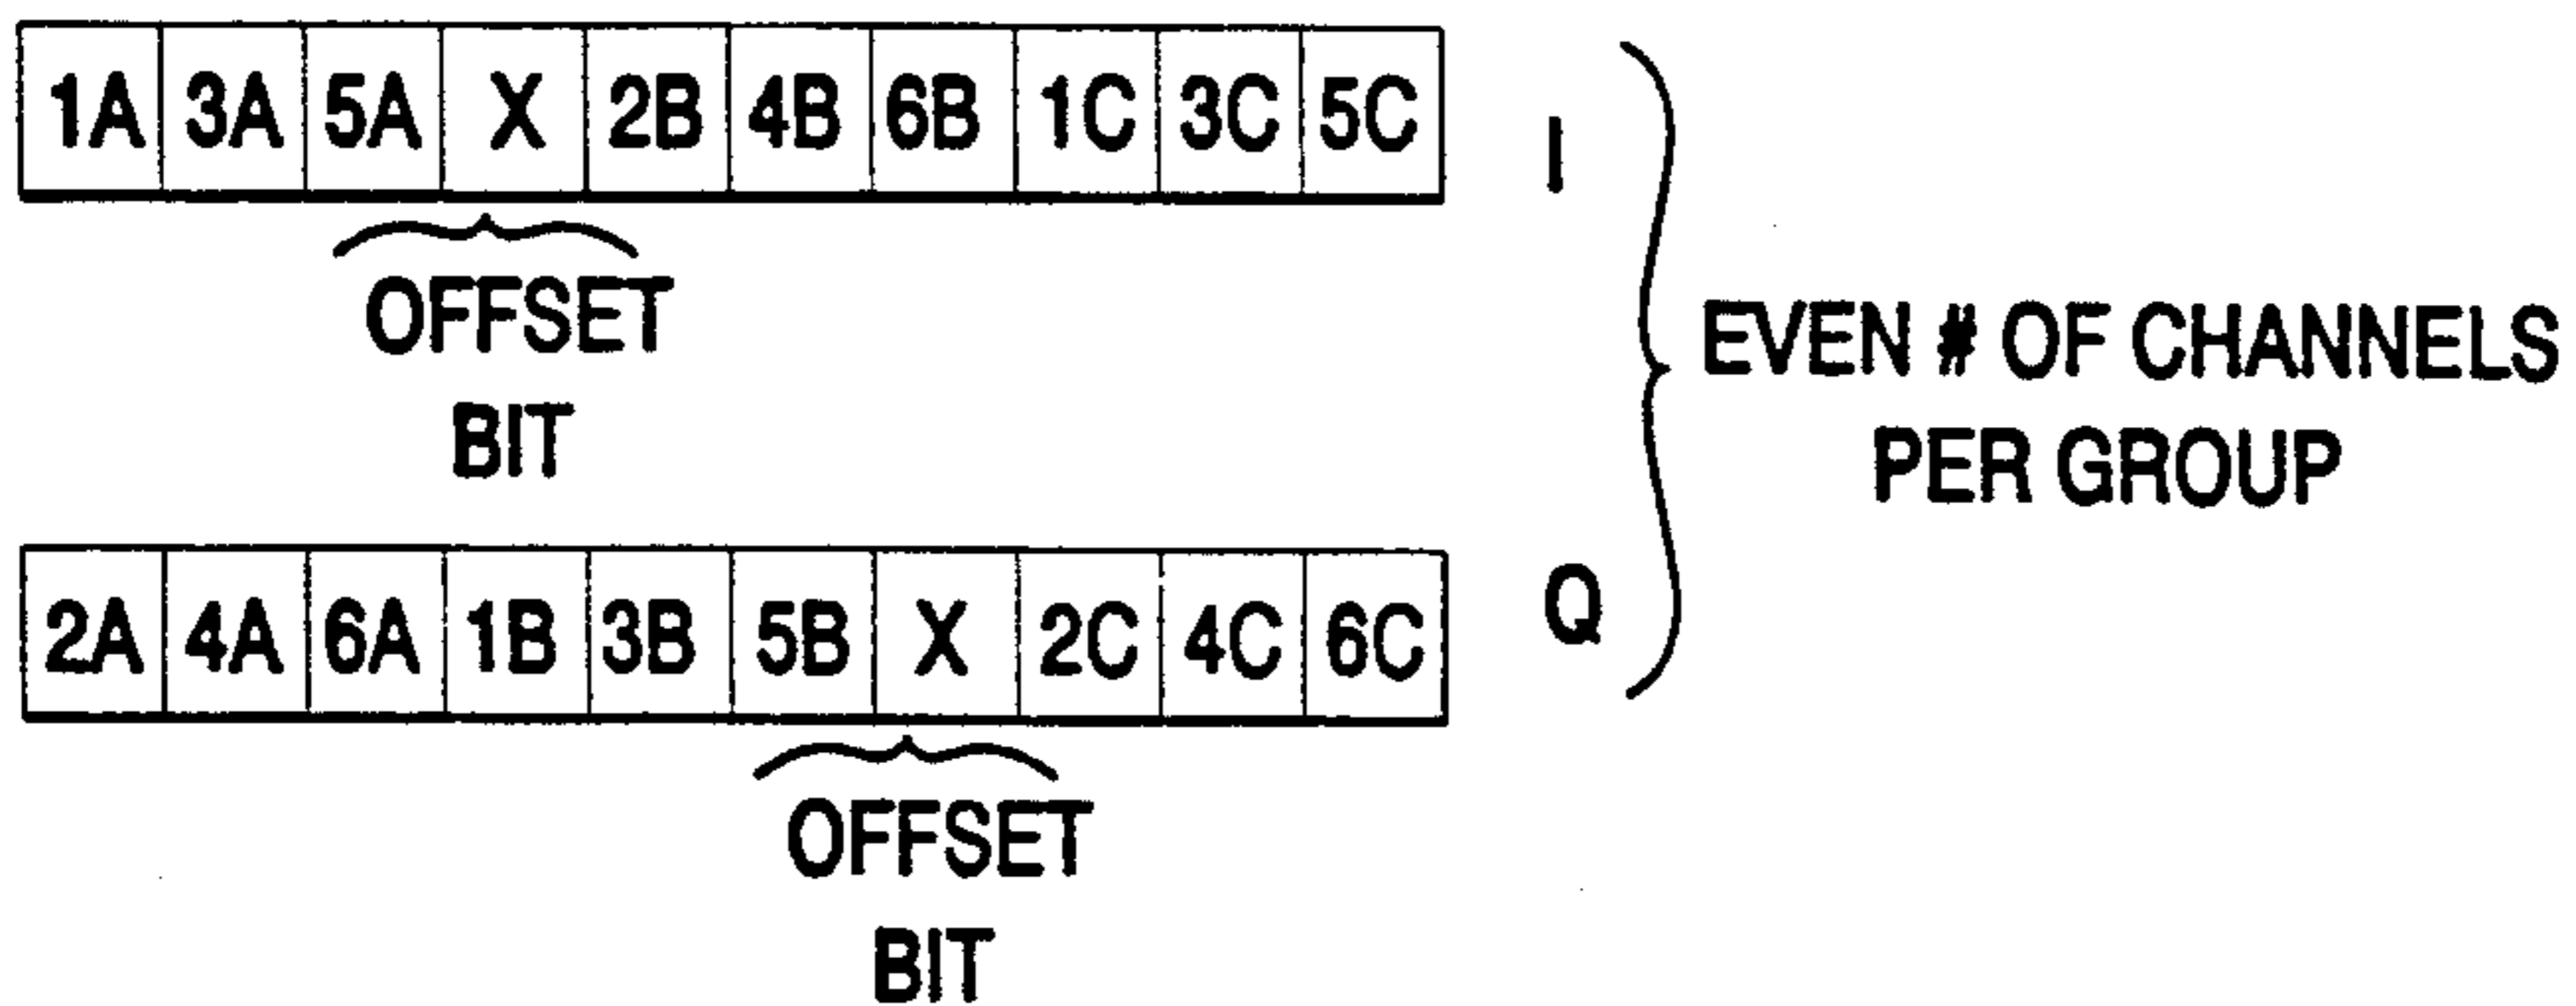 1A 3A 5A X 2B 4B 6B 1C 3C 5C I
OFFSET
BIT
EVEN # OF CHANNELS
PER GROUP
2A 4A 6A 1B 3B 5B X 2C 4C 6C Q
OFFSET
BIT